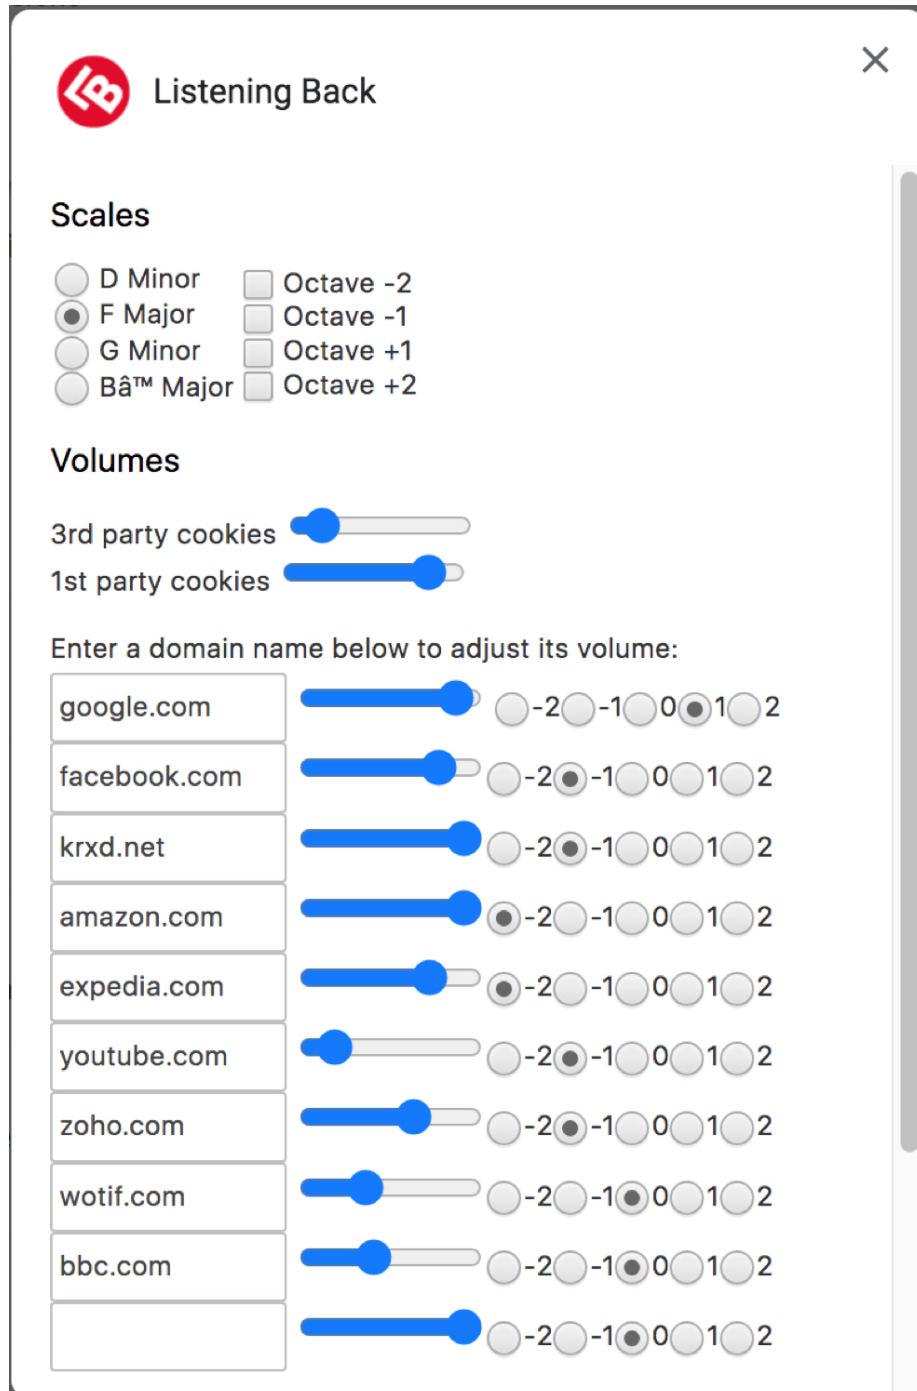 LB Listening Back
Scales
D Minor Octave -2
F Major Octave -1
G Minor Octave +1
Bâ™ Major Octave +2
Volumes
3rd party cookies
1st party cookies
Enter a domain name below to adjust its volume:
google.com -2 -1 0 1 2
facebook.com -2 -1 0 1 2
krxd.net -2 -1 0 1 2
amazon.com -2 -1 0 1 2
expedia.com -2 -1 0 1 2
youtube.com -2 -1 0 1 2
zoho.com -2 -1 0 1 2
wotif.com -2 -1 0 1 2
bbc.com -2 -1 0 1 2
-2 -1 0 1 2